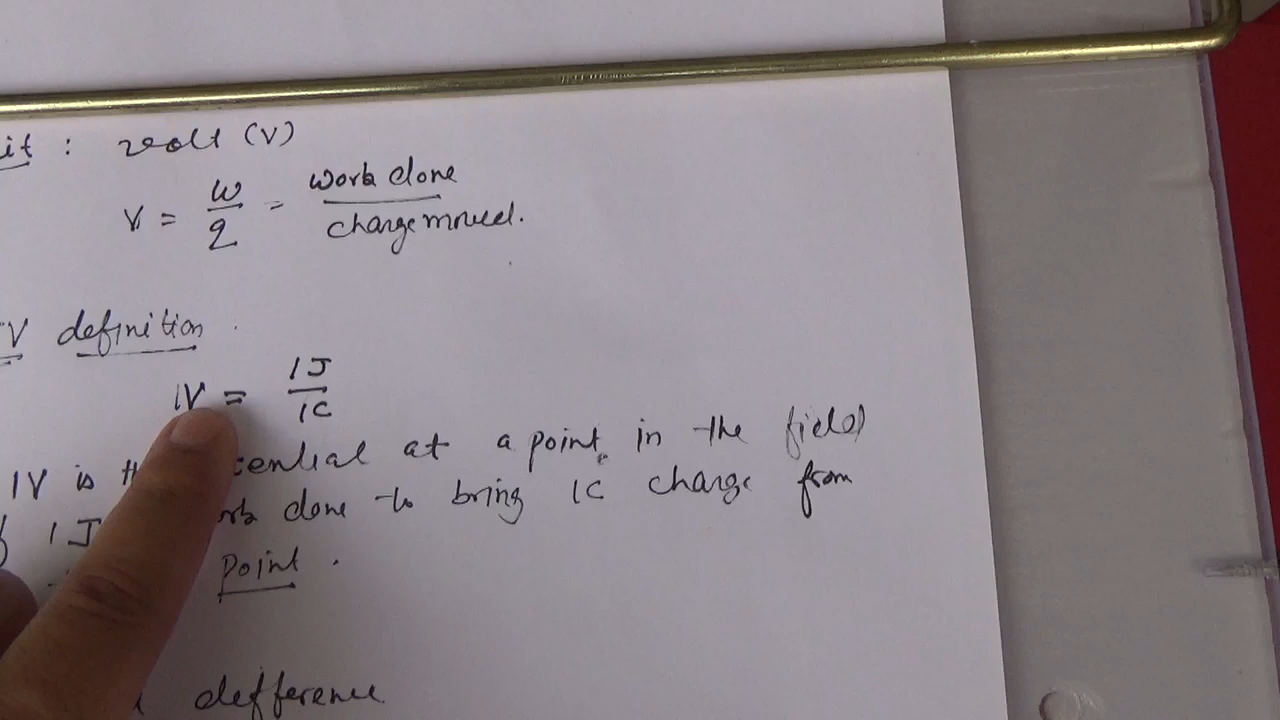 it : volt (V)
V = W/q = work done/charge moved.
V definition
1V = 1J/1C
1V is potential at a point in the field
1J done to bring 1C charge from
point .
defference